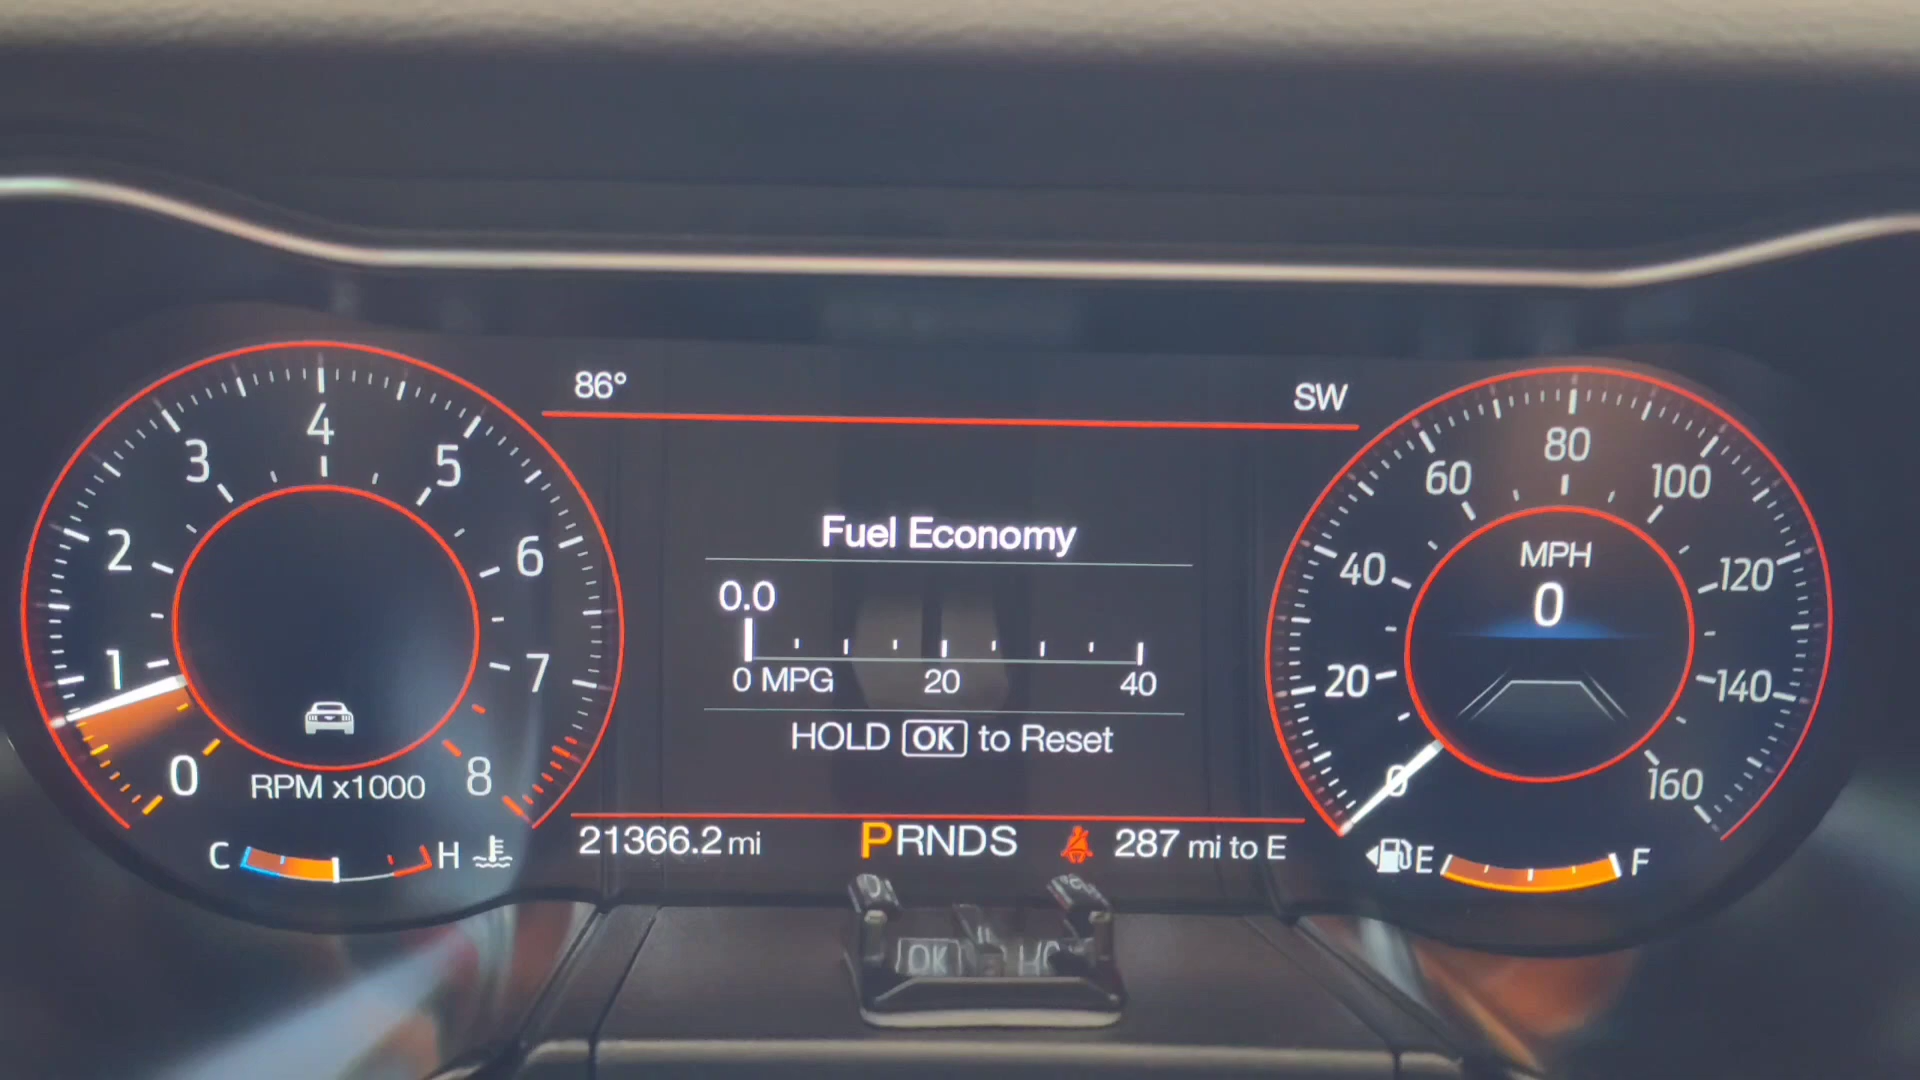 86°
SW
0
1
2
3
4
5
6
7
8
RPM x1000
C
H
Fuel Economy
0.0
0 MPG 20 40
HOLD OK to Reset
21366.2 mi
PRNDS
287 mi to E
MPH
0
0
20
40
60
80
100
120
140
160
E
F
OK